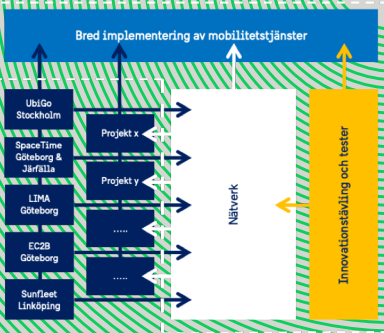 Bred implementering av mobilitetstjänster
UbiGo
Stockholm
SpaceTime
Göteborg &
Järfälla
LIMA
Göteborg
EC2B
Göteborg
Sunfleet
Linköping
Projekt x
Projekt y
.....
.....
Nätverk
Innovationstävling och tester